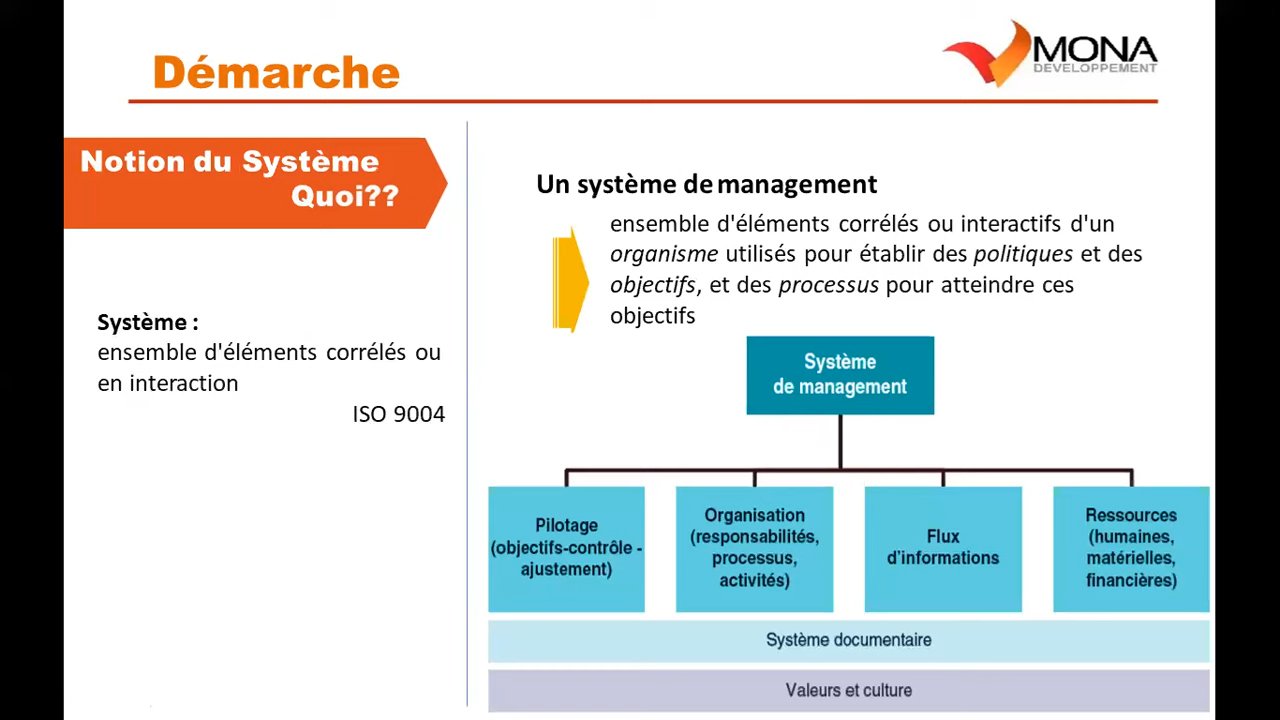 Démarche
MONA
DEVELOPPEMENT
Notion du Système
Quoi??
Système :
ensemble d'éléments corrélés ou
en interaction
ISO 9004
Un système de management
ensemble d'éléments corrélés ou interactifs d'un
organisme utilisés pour établir des politiques et des
objectifs, et des processus pour atteindre ces
objectifs
Système
de management
Pilotage
(objectifs-contrôle -
ajustement)
Organisation
(responsabilités,
processus,
activités)
Flux
d'informations
Ressources
(humaines,
matérielles,
financières)
Système documentaire
Valeurs et culture